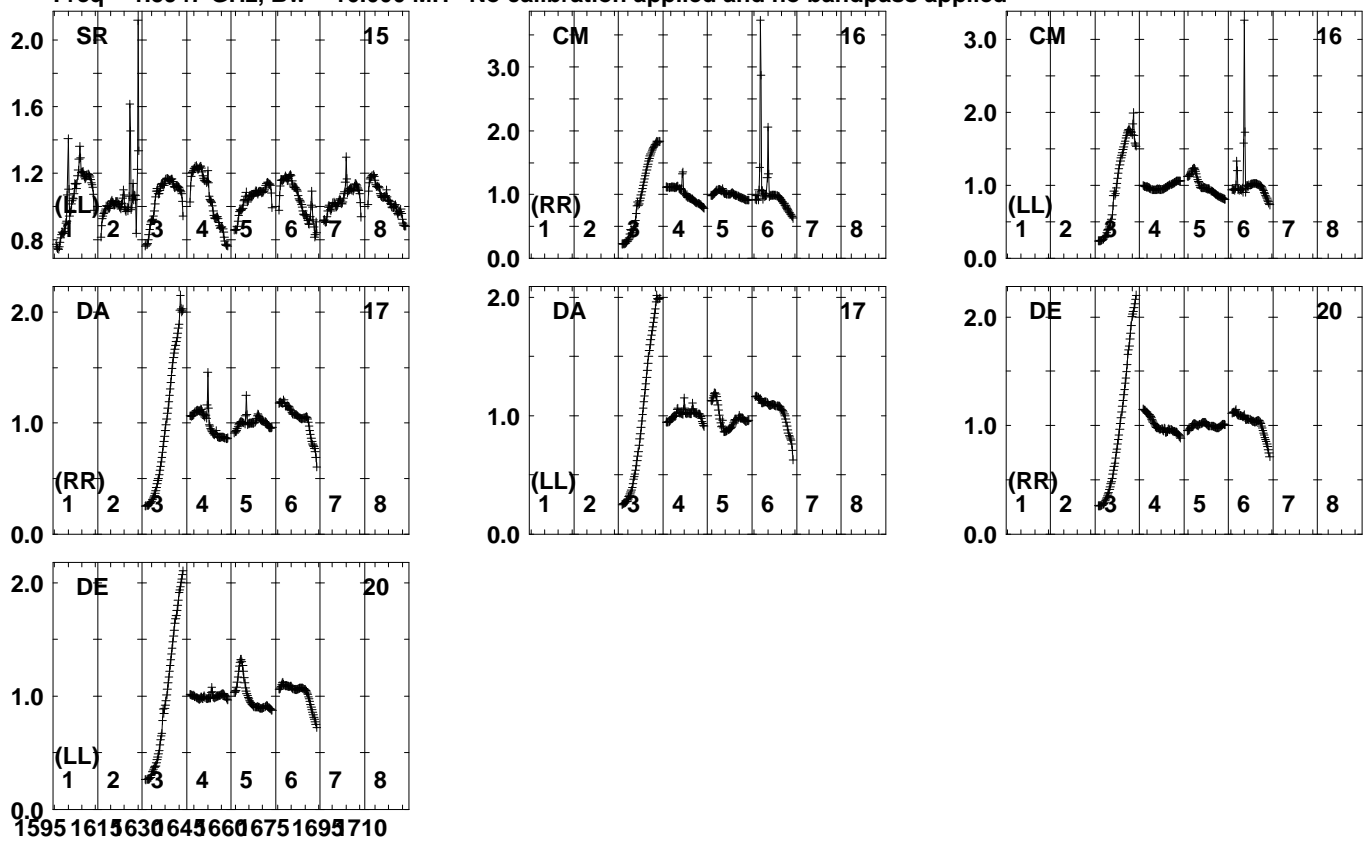 No calibration applied and no bandpass applied
SR 15
2.0
1.6
1.2
0.8
(LL)
1 2 3 4 5 6 7 8
CM 16
3.0
2.0
1.0
0.0
(RR)
1 2 3 4 5 6 7 8
CM 16
3.0
2.0
1.0
0.0
(LL)
1 2 3 4 5 6 7 8
DA 17
2.0
1.0
0.0
(RR)
1 2 3 4 5 6 7 8
DA 17
2.0
1.0
0.0
(LL)
1 2 3 4 5 6 7 8
DE 20
2.0
1.0
0.0
(RR)
1 2 3 4 5 6 7 8
DE 20
2.0
1.0
0.0
(LL)
1 2 3 4 5 6 7 8
1595 1615 1630 1645 1660 1675 1695 1710